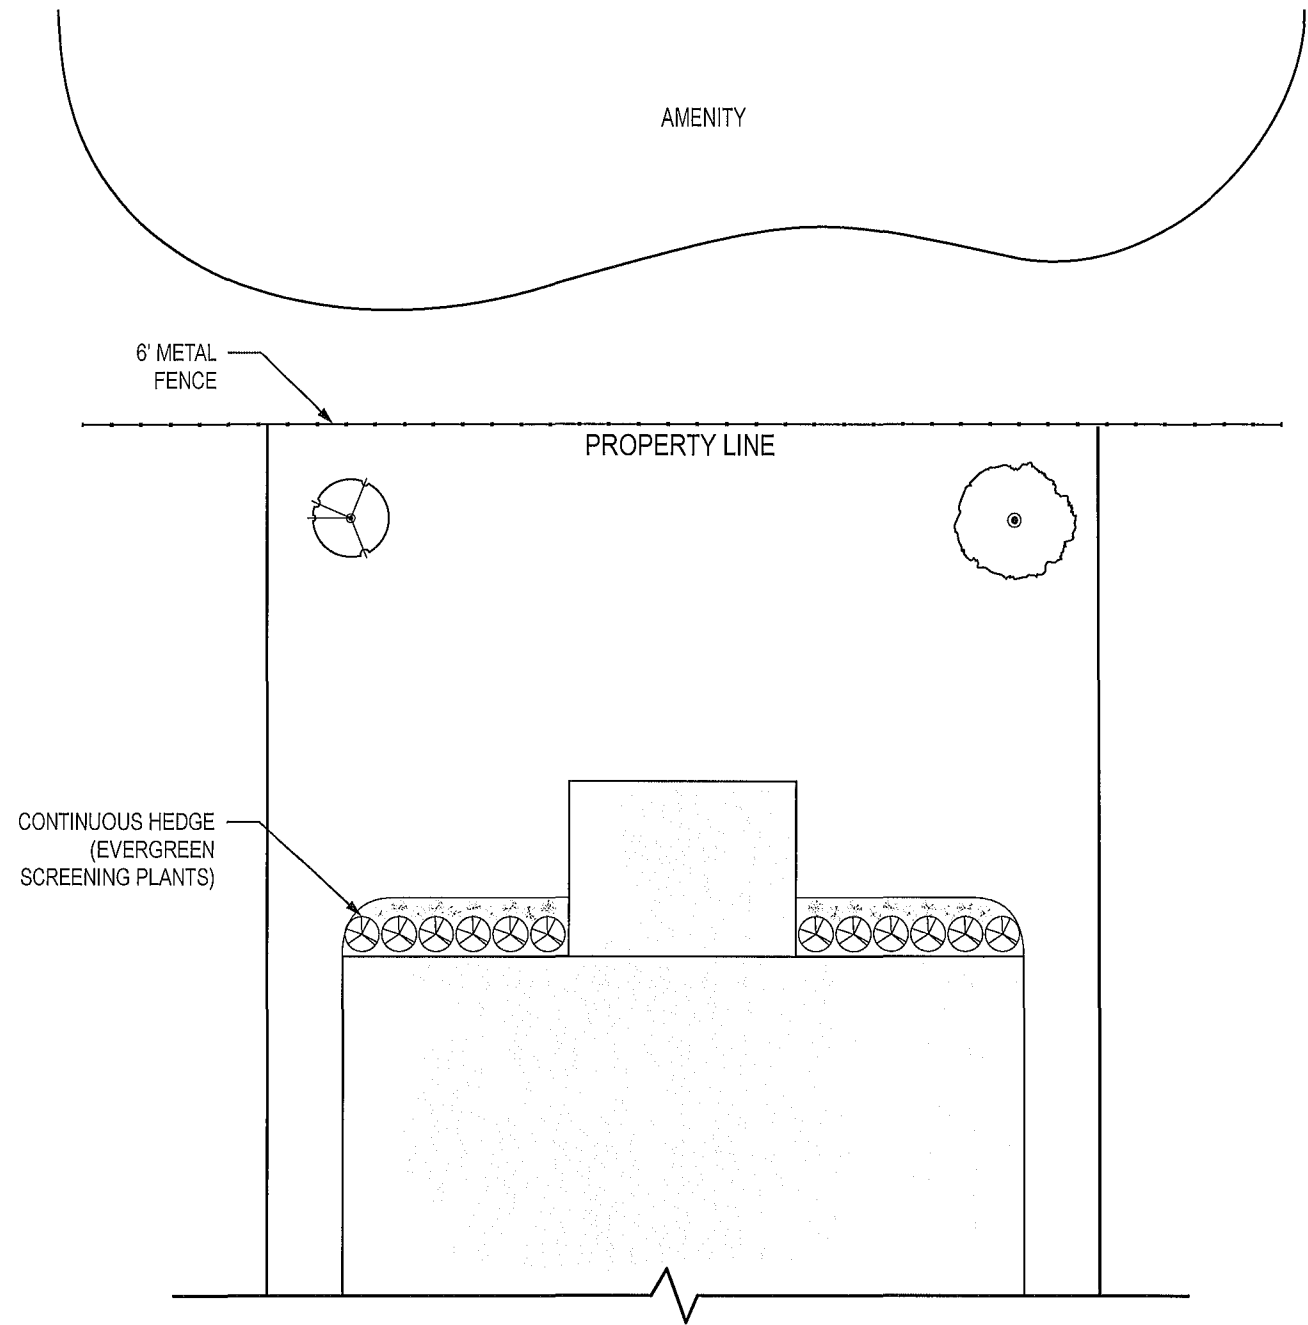 AMENITY
6' METAL
FENCE
PROPERTY LINE
CONTINUOUS HEDGE
(EVERGREEN
SCREENING PLANTS)